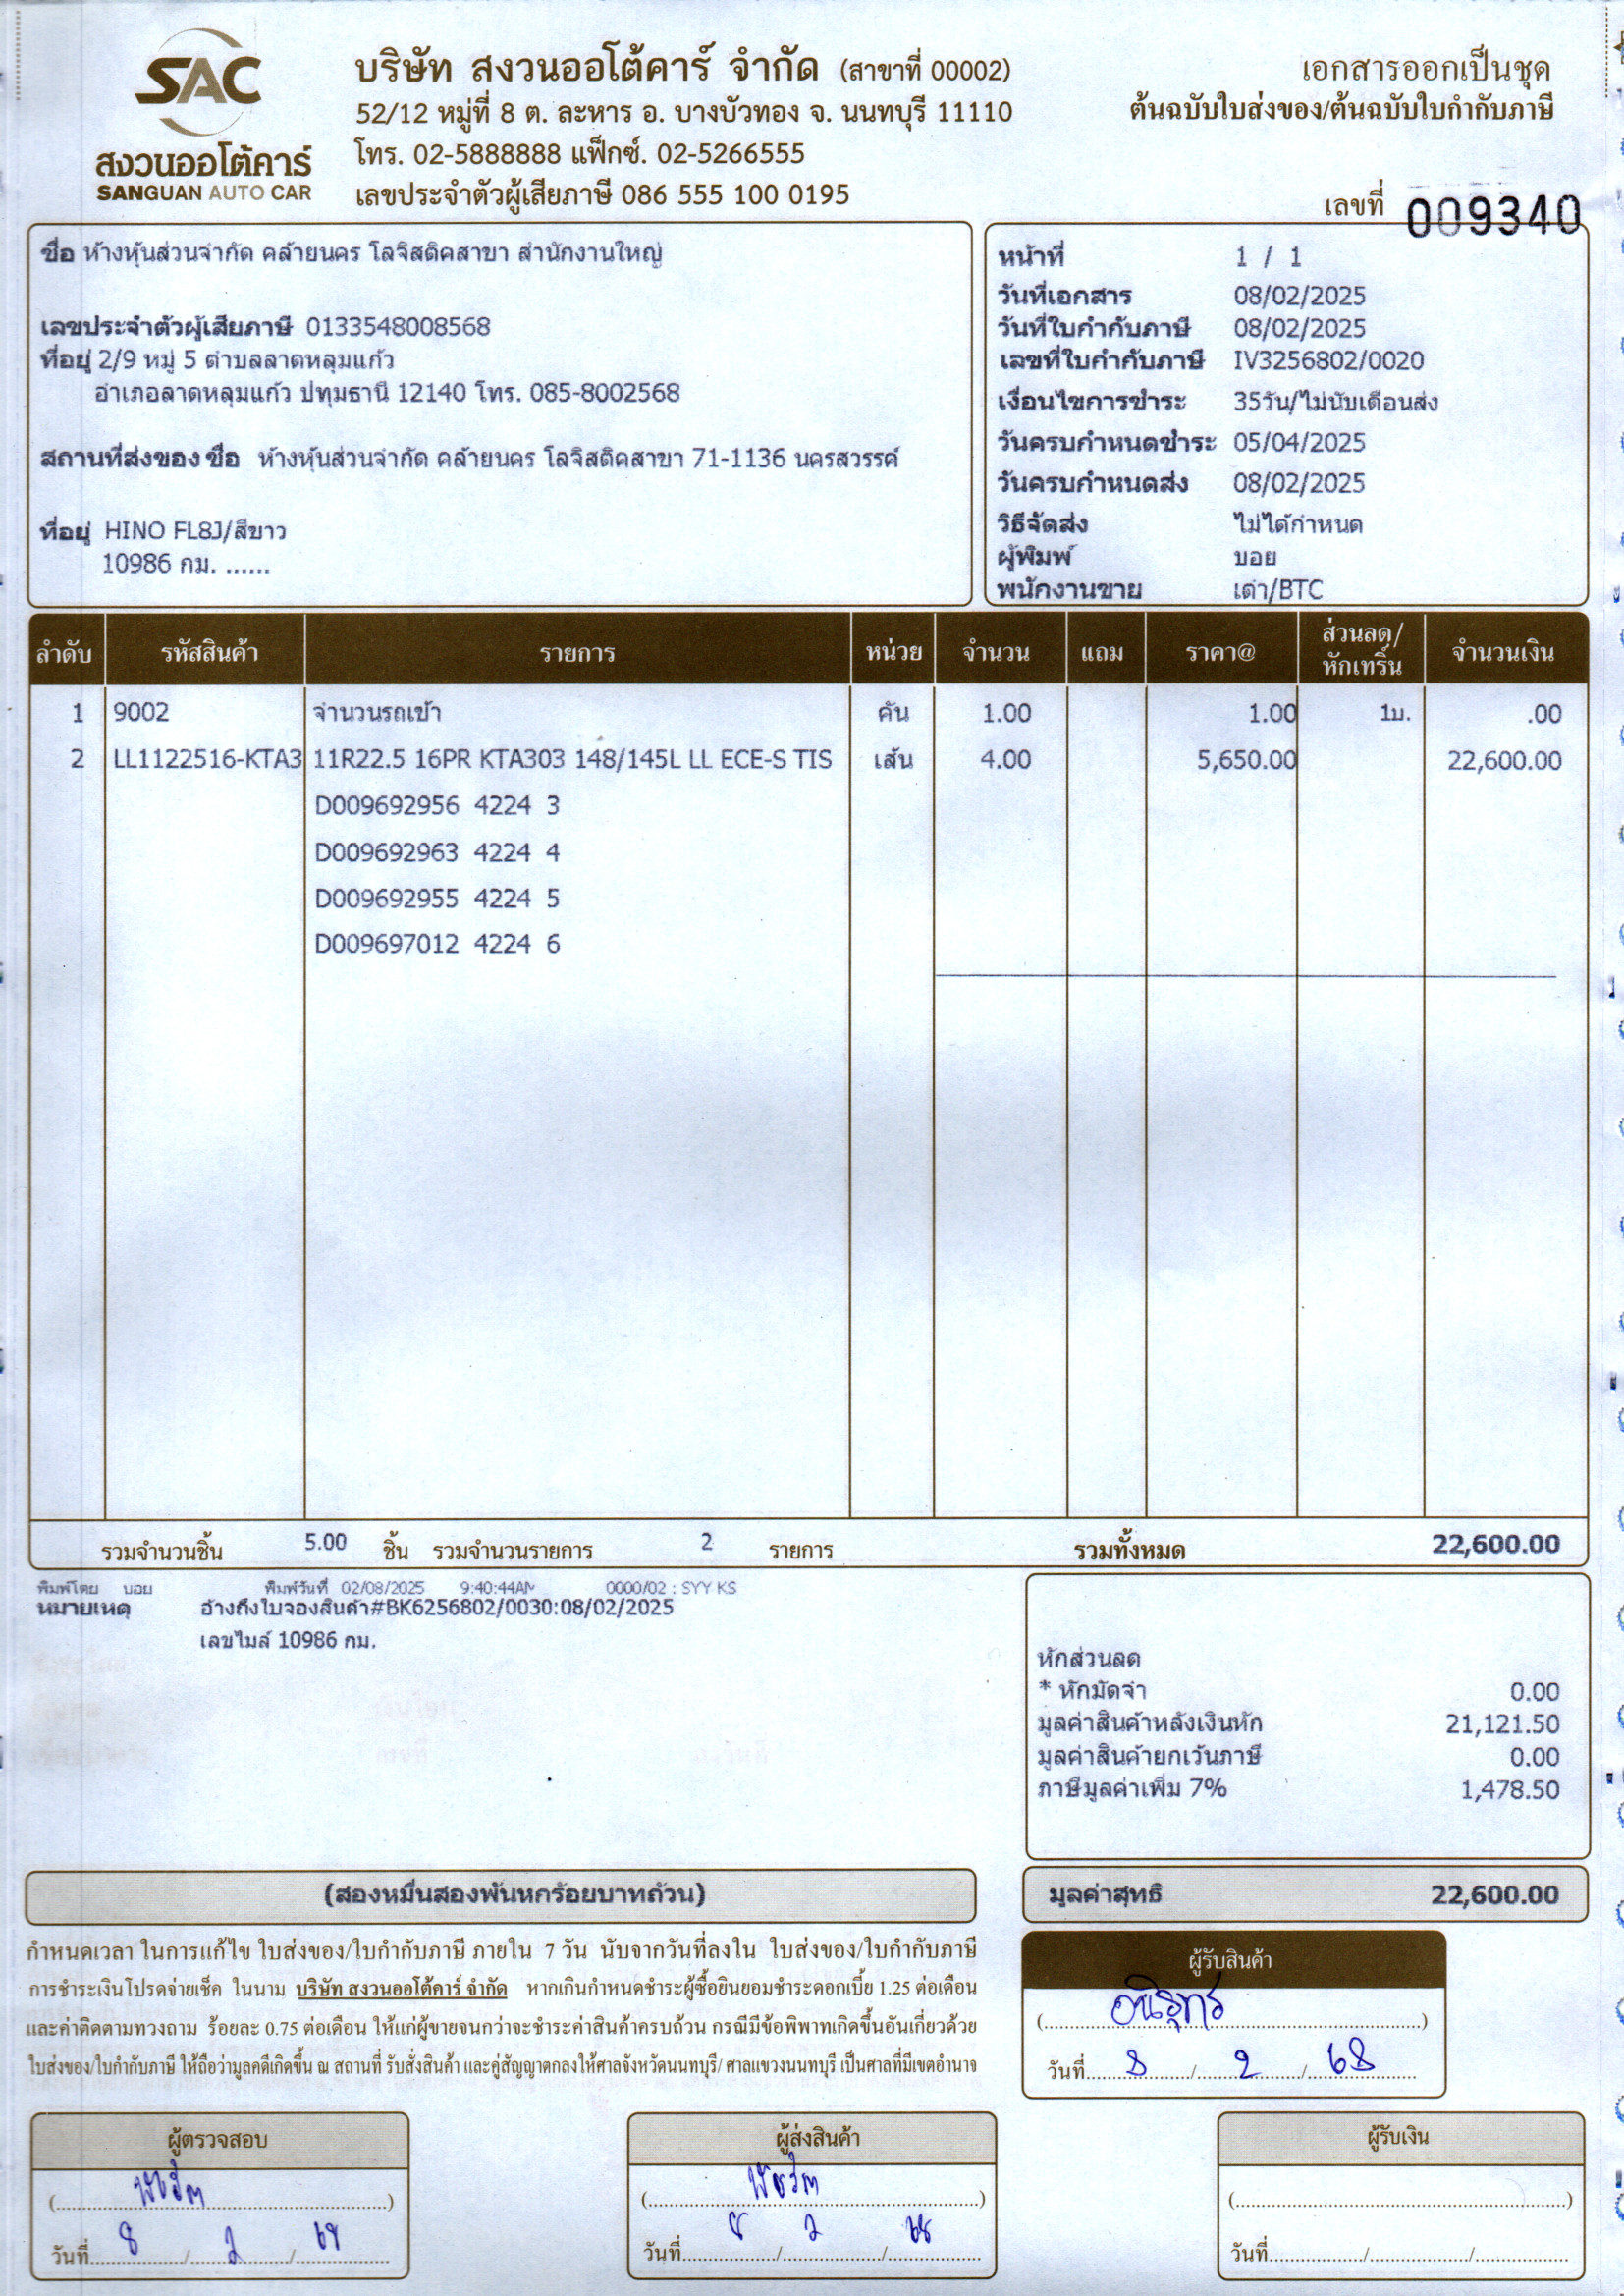 SAC
สงวนออโต้คาร์
SANGUAN AUTO CAR
บริษัท สงวนออโต้คาร์ จำกัด (สาขาที่ 00002)
52/12 หมู่ที่ 8 ต. ละหาร อ. บางบัวทอง จ. นนทบุรี 11110
โทร. 02-5888888 แฟ็กซ์. 02-5266555
เลขประจำตัวผู้เสียภาษี 086 555 100 0195
เอกสารออกเป็นชุด
ต้นฉบับใบส่งของ/ต้นฉบับใบกำกับภาษี
เลขที่ 009340
ชื่อ ห้างหุ้นส่วนจำกัด คล้ายนคร โลจิสติคสาขา สำนักงานใหญ่
เลขประจำตัวผู้เสียภาษี 0133548008568
ที่อยู่ 2/9 หมู่ 5 ตำบลลาดหลุมแก้ว
อำเภอลาดหลุมแก้ว ปทุมธานี 12140 โทร. 085-8002568
สถานที่ส่งของ ชื่อ ห้างหุ้นส่วนจำกัด คล้ายนคร โลจิสติคสาขา 71-1136 นครสวรรค์
ที่อยู่ HINO FL8J/สีขาว
10986 กม. ......
หน้าที่ 1 / 1
วันที่เอกสาร 08/02/2025
วันที่ใบกำกับภาษี 08/02/2025
เลขที่ใบกำกับภาษี IV3256802/0020
เงื่อนไขการชำระ 35วัน/ไม่นับเดือนส่ง
วันครบกำหนดชำระ 05/04/2025
วันครบกำหนดส่ง 08/02/2025
วิธีจัดส่ง ไม่ได้กำหนด
ผู้พิมพ์ บอย
พนักงานขาย เต่า/BTC
ลำดับ รหัสสินค้า รายการ หน่วย จำนวน แถม ราคา@ ส่วนลด/หักเทริ์น จำนวนเงิน
1 9002 จำนวนรถเข้า คัน 1.00 1.00 1บ. .00
2 LL1122516-KTA3 11R22.5 16PR KTA303 148/145L LL ECE-S TIS เส้น 4.00 5,650.00 22,600.00
D009692956 4224 3
D009692963 4224 4
D009692955 4224 5
D009697012 4224 6
รวมจำนวนชิ้น 5.00 ชิ้น รวมจำนวนรายการ 2 รายการ รวมทั้งหมด 22,600.00
พิมพ์โดย บอย พิมพ์วันที่ 02/08/2025 9:40:44AM 0000/02 : SYY KS
หมายเหตุ อ้างถึงใบจองสินค้า#BK6256802/0030:08/02/2025
เลขไมล์ 10986 กม.
หักส่วนลด
* หักมัดจำ 0.00
มูลค่าสินค้าหลังเงินหัก 21,121.50
มูลค่าสินค้ายกเว้นภาษี 0.00
ภาษีมูลค่าเพิ่ม 7% 1,478.50
(สองหมื่นสองพันหกร้อยบาทถ้วน)
มูลค่าสุทธิ 22,600.00
กำหนดเวลา ในการแก้ไข ใบส่งของ/ใบกำกับภาษี ภายใน 7 วัน นับจากวันที่ลงใน ใบส่งของ/ใบกำกับภาษี
การชำระเงินโปรดจ่ายเช็ค ในนาม บริษัท สงวนออโต้คาร์ จำกัด หากเกินกำหนดชำระผู้ซื้อยินยอมชำระดอกเบี้ย 1.25 ต่อเดือน
และค่าติดตามทวงถาม ร้อยละ 0.75 ต่อเดือน ให้แก่ผู้ขายจนกว่าจะชำระค่าสินค้าครบถ้วน กรณีมีข้อพิพาทเกิดขึ้นอันเกี่ยวด้วย
ใบส่งของ/ใบกำกับภาษี ให้ถือว่ามูลคดีเกิดขึ้น ณ สถานที่ รับสั่งสินค้า และคู่สัญญาตกลงให้ศาลจังหวัดนนทบุรี/ ศาลแขวงนนทบุรี เป็นศาลที่มีเขตอำนาจ
ผู้รับสินค้า
(อนิรุทร)
วันที่ 8 / 2 / 68
ผู้ตรวจสอบ
วันที่ 8 / 2 / 68
ผู้ส่งสินค้า
วันที่ 8 / 2 / 68
ผู้รับเงิน
วันที่